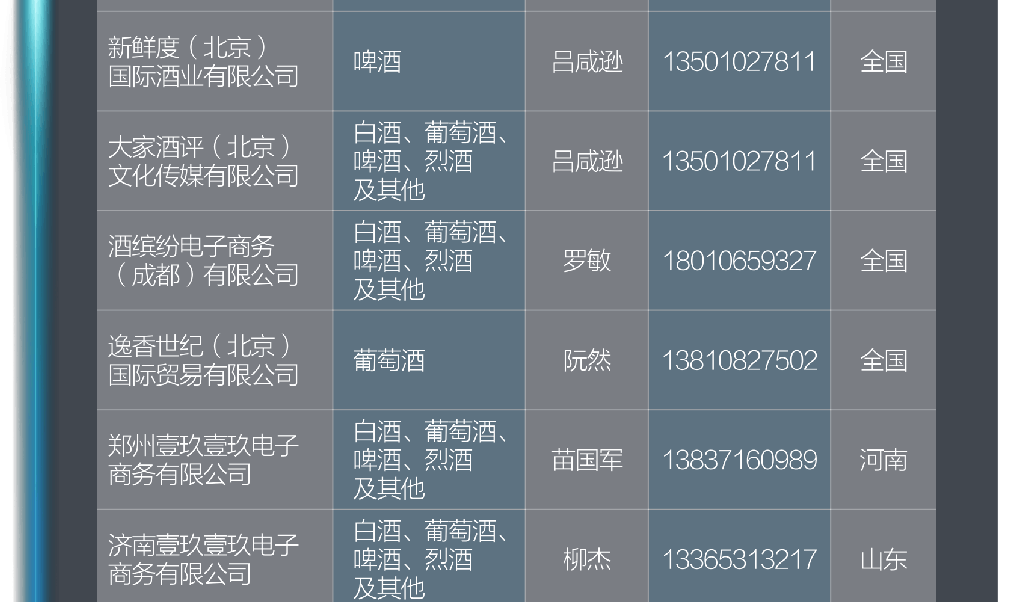 新鲜度（北京）
国际酒业有限公司
啤酒
吕咸逊
13501027811
全国
大家酒评（北京）
文化传媒有限公司
白酒、葡萄酒、
啤酒、烈酒
及其他
吕咸逊
13501027811
全国
酒缤纷电子商务
（成都）有限公司
白酒、葡萄酒、
啤酒、烈酒
及其他
罗敏
18010659327
全国
逸香世纪（北京）
国际贸易有限公司
葡萄酒
阮然
13810827502
全国
郑州壹玖壹玖电子
商务有限公司
白酒、葡萄酒、
啤酒、烈酒
及其他
苗国军
13837160989
河南
济南壹玖壹玖电子
商务有限公司
白酒、葡萄酒、
啤酒、烈酒
及其他
柳杰
13365313217
山东